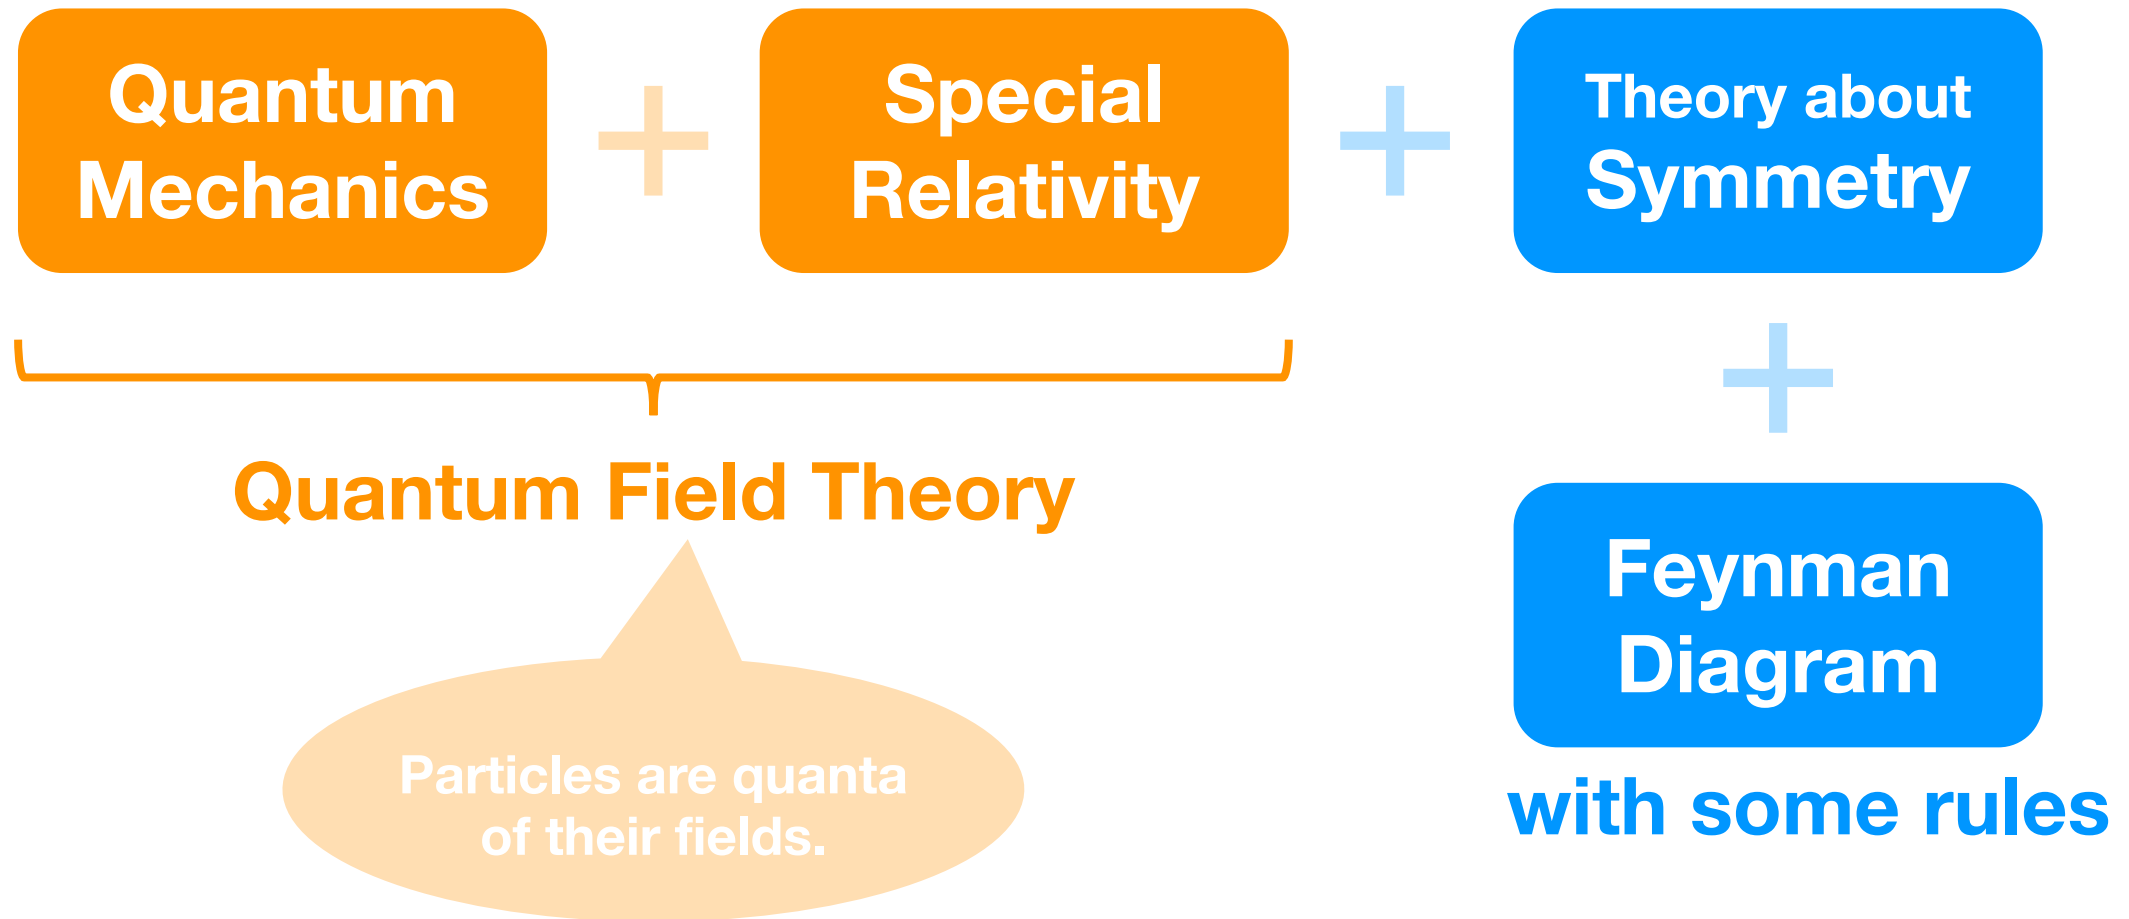 Quantum
Mechanics
+
Special
Relativity
+
Theory about
Symmetry
+
Quantum Field Theory
Feynman
Diagram
with some rules
Particles are quanta
of their fields.